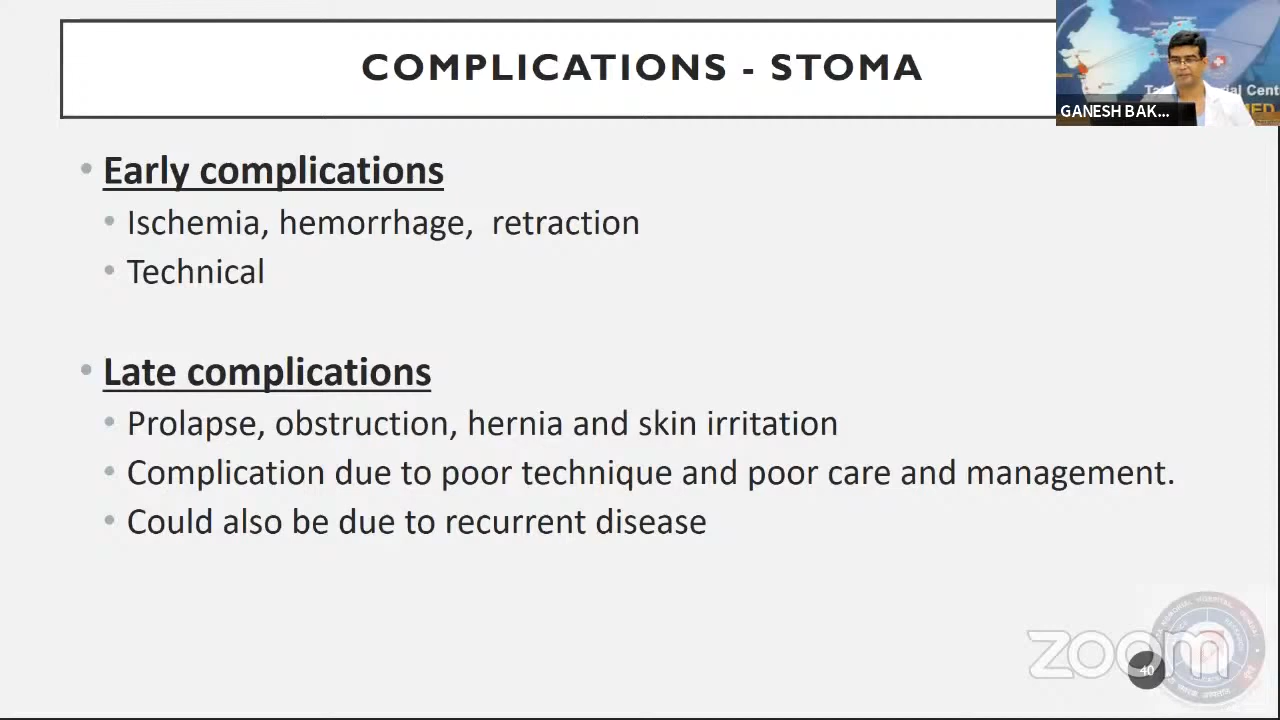 COMPLICATIONS - STOMA
GANESH BAK...
• Early complications
• Ischemia, hemorrhage, retraction
• Technical
• Late complications
• Prolapse, obstruction, hernia and skin irritation
• Complication due to poor technique and poor care and management.
• Could also be due to recurrent disease
zoom
40